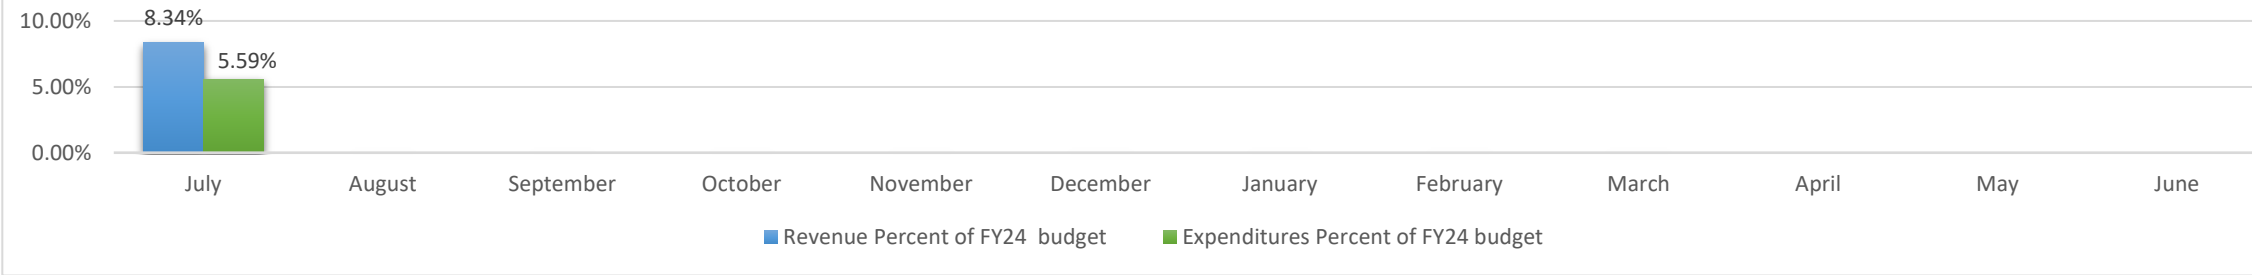 10.00%
8.34%
5.59%
5.00%
0.00%
July August September October November December January February March April May June
Revenue Percent of FY24 budget Expenditures Percent of FY24 budget